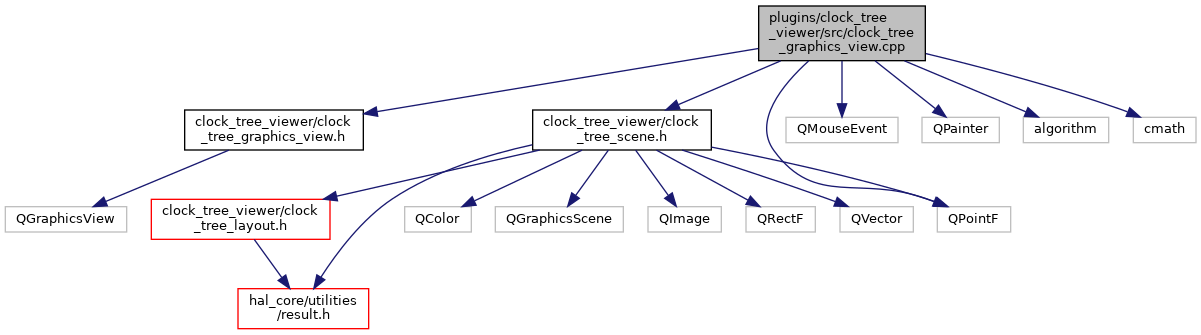 plugins/clock_tree
_viewer/src/clock_tree
_graphics_view.cpp
clock_tree_viewer/clock
_tree_graphics_view.h
clock_tree_viewer/clock
_tree_scene.h
QMouseEvent
QPainter
algorithm
cmath
QGraphicsView
clock_tree_viewer/clock
_tree_layout.h
QColor
QGraphicsScene
QImage
QRectF
QVector
QPointF
hal_core/utilities
/result.h